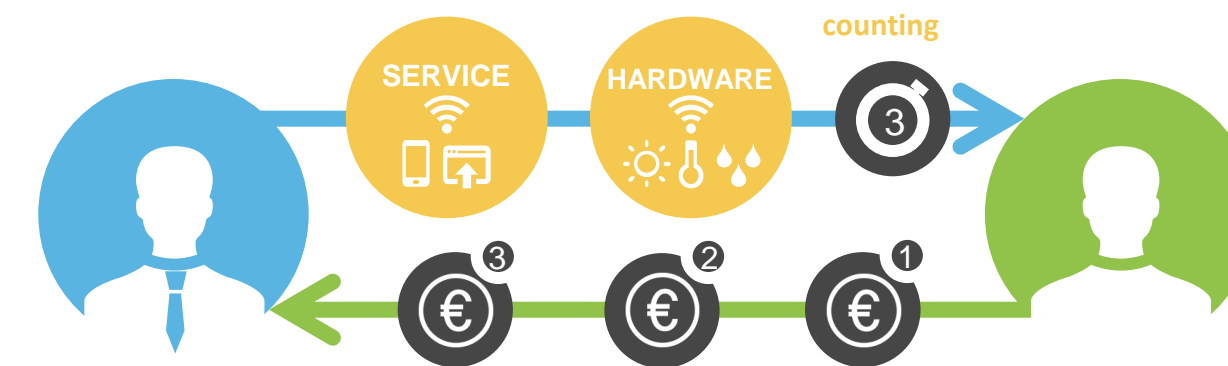 counting
SERVICE
HARDWARE
3
3
2
1
€
€
€